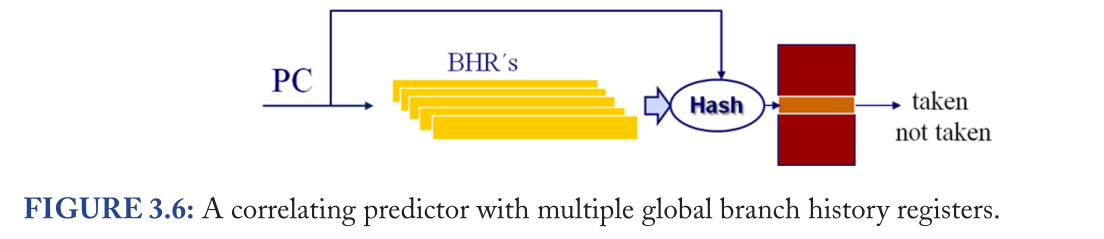 PC
BHR´s
Hash
taken
not taken
FIGURE 3.6: A correlating predictor with multiple global branch history registers.